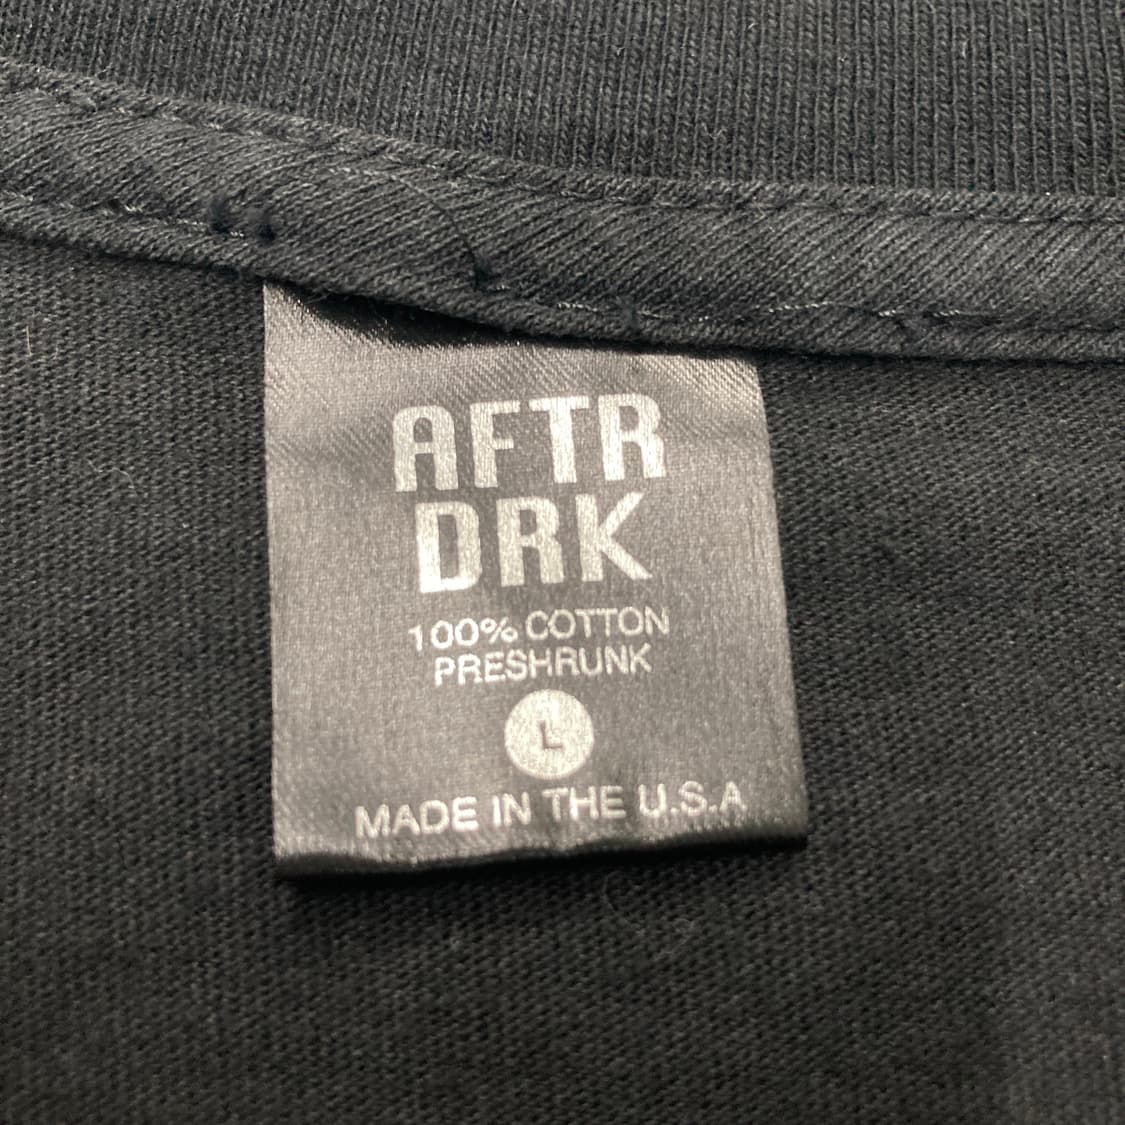 AFTR
DRK
100% COTTON
PRESHRUNK
L
MADE IN THE U.S.A